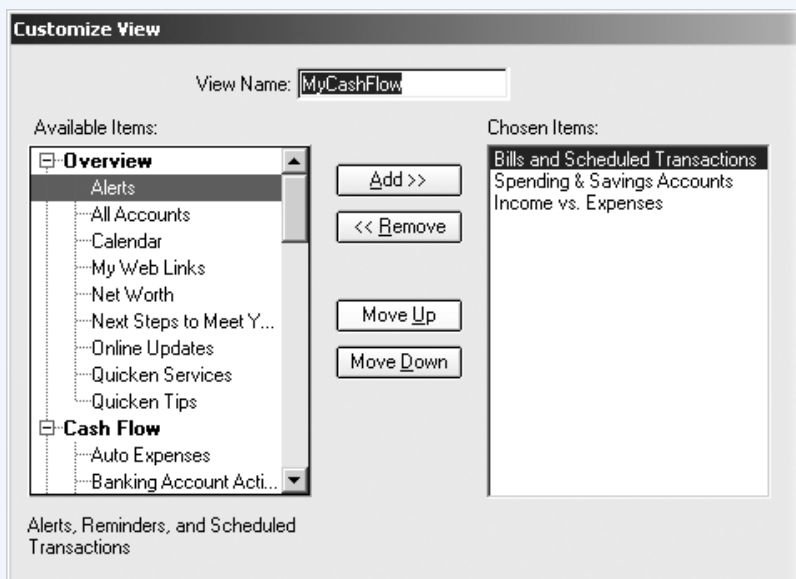 Customize View
View Name: MyCashFlow
Available Items:
Overview
Alerts
All Accounts
Calendar
My Web Links
Net Worth
Next Steps to Meet Y...
Online Updates
Quicken Services
Quicken Tips
Cash Flow
Auto Expenses
Banking Account Acti...
Alerts, Reminders, and Scheduled
Transactions
Add >>
<< Remove
Move Up
Move Down
Chosen Items:
Bills and Scheduled Transactions
Spending & Savings Accounts
Income vs. Expenses